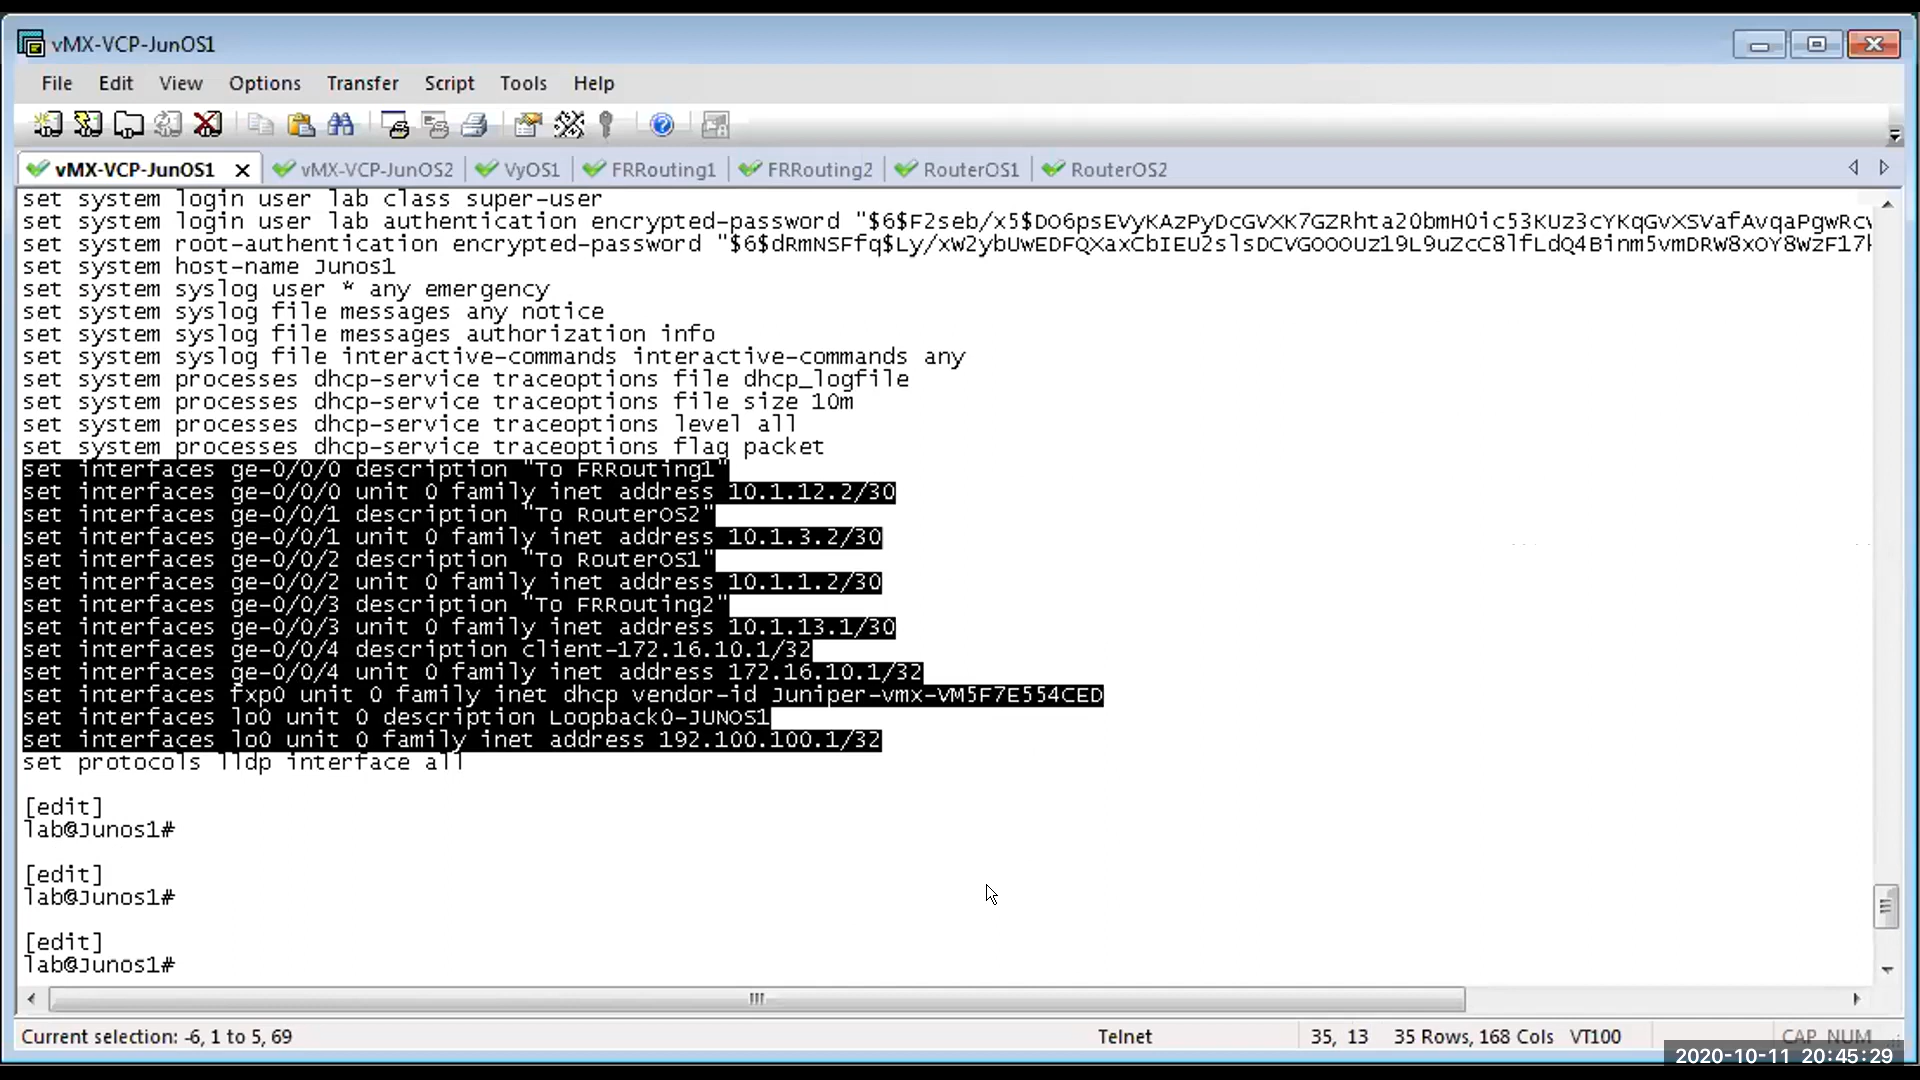 vMX-VCP-JunOS1
File Edit View Options Transfer Script Tools Help
vMX-VCP-JunOS1 vMX-VCP-JunOS2 VyOS1 FRRouting1 FRRouting2 RouterOS1 RouterOS2
set system login user lab class super-user
set system login user lab authentication encrypted-password
set system root-authentication encrypted-password
set system host-name Junos1
set system syslog user * any emergency
set system syslog file messages any notice
set system syslog file messages authorization info
set system syslog file interactive-commands interactive-commands any
set system processes dhcp-service traceoptions file dhcp_logfile
set system processes dhcp-service traceoptions file size 10m
set system processes dhcp-service traceoptions level all
set system processes dhcp-service traceoptions flag packet
set interfaces ge-0/0/0 description "To FRRouting1"
set interfaces ge-0/0/0 unit 0 family inet address 10.1.12.2/30
set interfaces ge-0/0/1 description "To RouterOS2"
set interfaces ge-0/0/1 unit 0 family inet address 10.1.3.2/30
set interfaces ge-0/0/2 description "To RouterOS1"
set interfaces ge-0/0/2 unit 0 family inet address 10.1.1.2/30
set interfaces ge-0/0/3 description "To FRRouting2"
set interfaces ge-0/0/3 unit 0 family inet address 10.1.13.1/30
set interfaces ge-0/0/4 description client-172.16.10.1/32
set interfaces ge-0/0/4 unit 0 family inet address 172.16.10.1/32
set interfaces fxp0 unit 0 family inet dhcp vendor-id Juniper-vmx-VM5F7E554CED
set interfaces lo0 unit 0 description Loopback0-JUNOS1
set interfaces lo0 unit 0 family inet address 192.100.100.1/32
set protocols lldp interface all
[edit]
lab@Junos1#
[edit]
lab@Junos1#
[edit]
lab@Junos1#
Current selection: -6, 1 to 5, 69 Telnet 35, 13 35 Rows, 168 Cols VT100 CAP NUM
2020-10-11 20:45:29